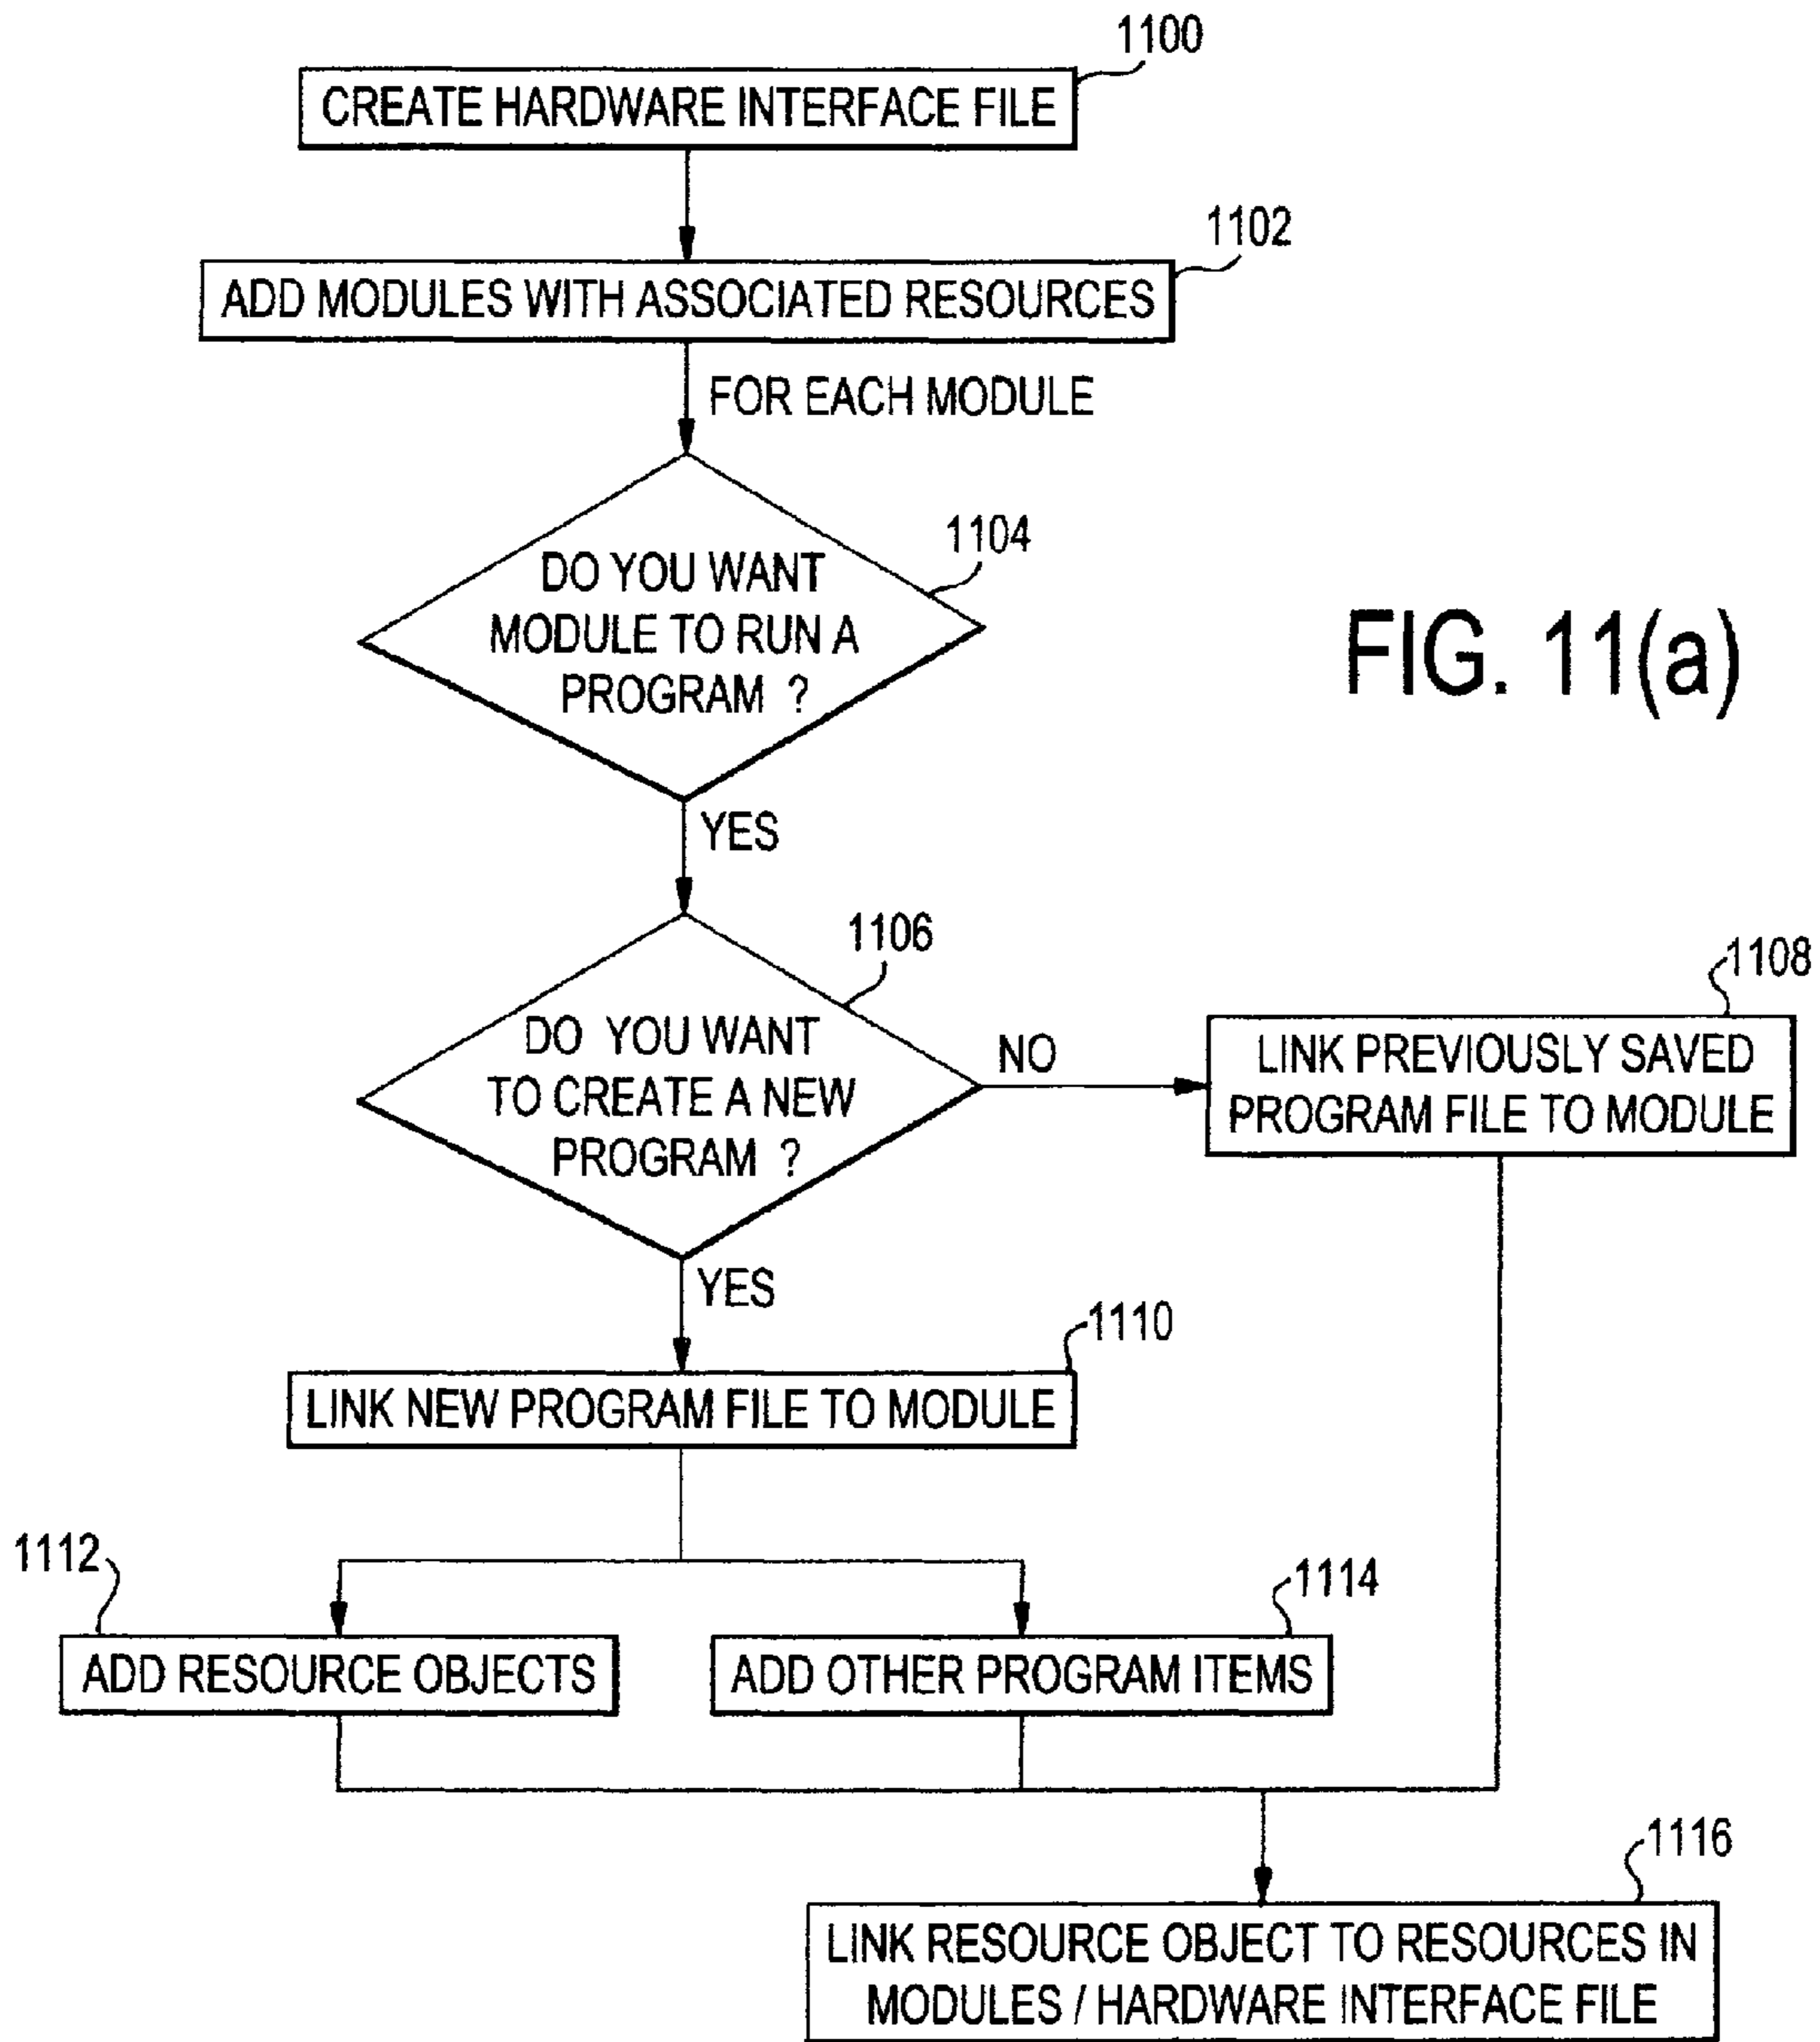 1100
CREATE HARDWARE INTERFACE FILE
1102
ADD MODULES WITH ASSOCIATED RESOURCES
FOR EACH MODULE
1104
DO YOU WANT
MODULE TO RUN A
PROGRAM ?
FIG. 11(a)
YES
1106
DO YOU WANT
TO CREATE A NEW
PROGRAM ?
NO
1108
LINK PREVIOUSLY SAVED
PROGRAM FILE TO MODULE
YES
1110
LINK NEW PROGRAM FILE TO MODULE
1112
ADD RESOURCE OBJECTS
1114
ADD OTHER PROGRAM ITEMS
1116
LINK RESOURCE OBJECT TO RESOURCES IN
MODULES / HARDWARE INTERFACE FILE